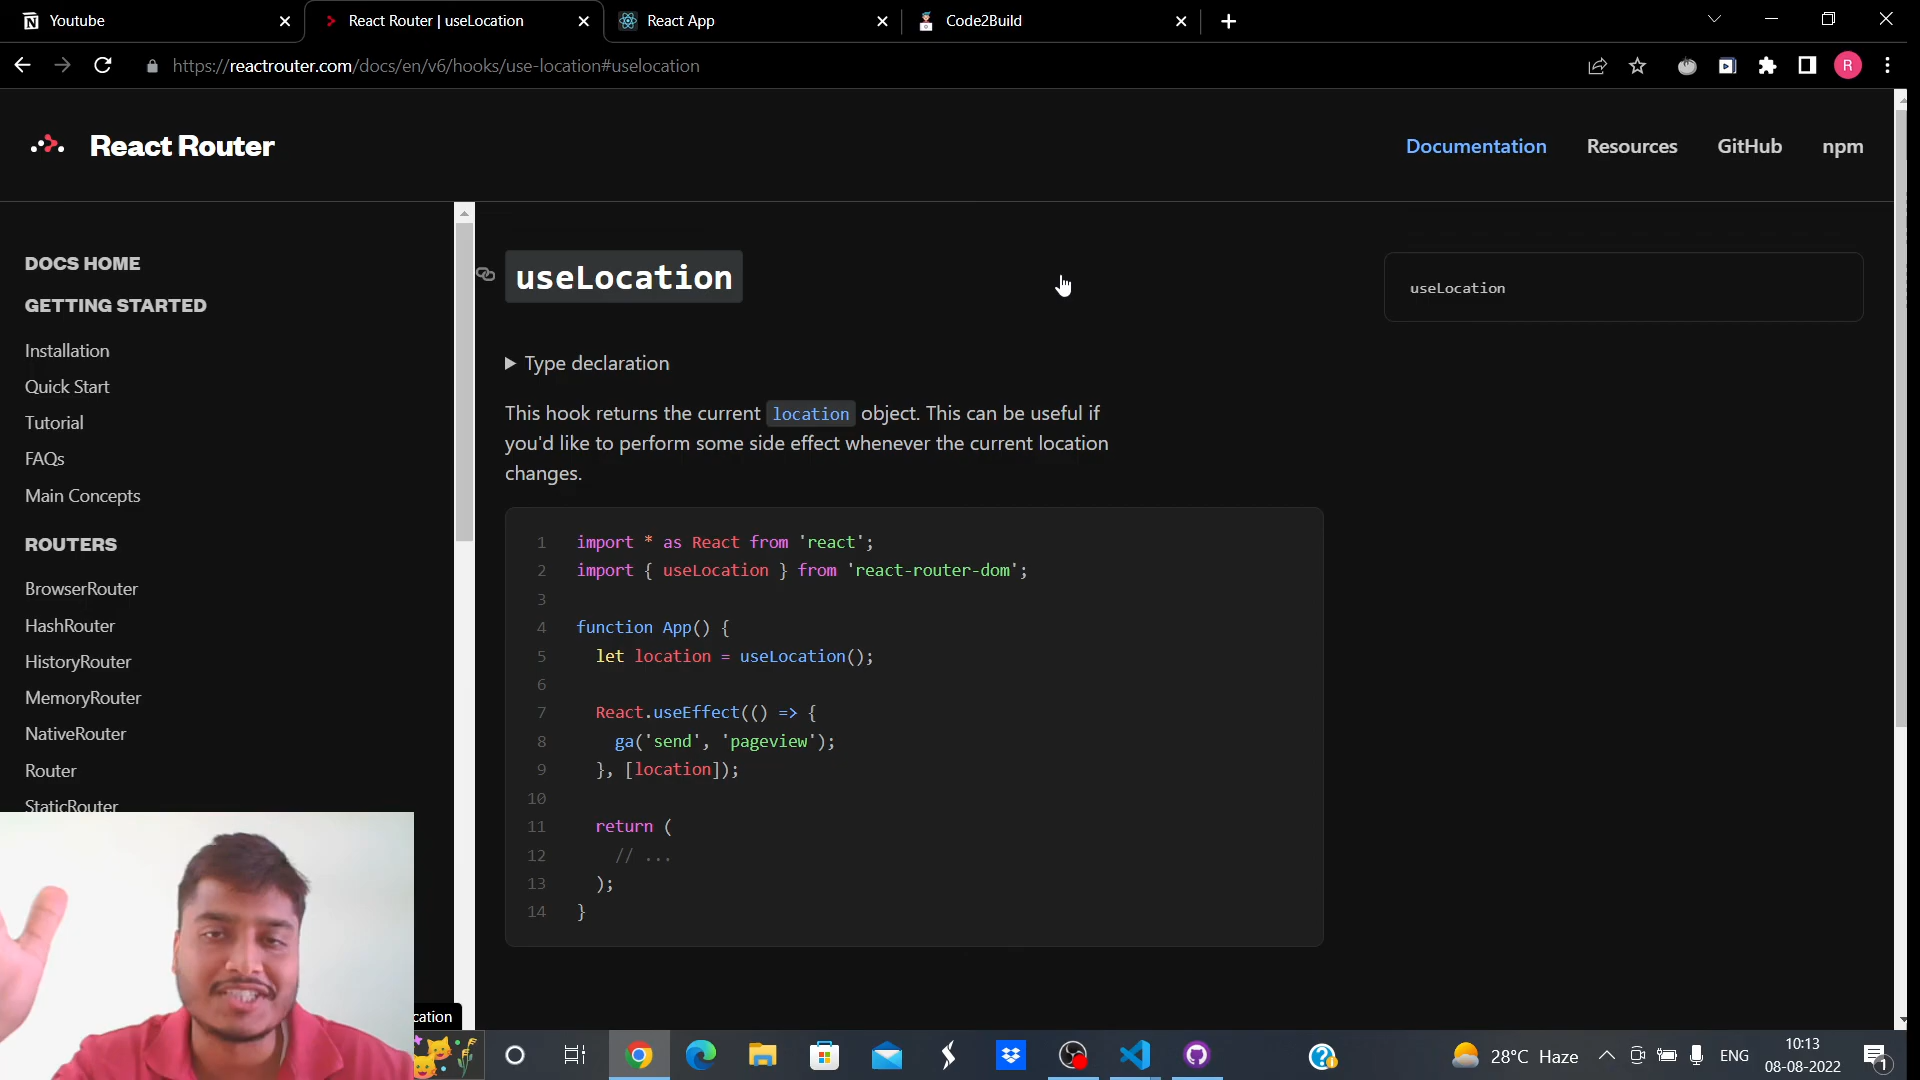 Youtube
React Router | useLocation
React App
Code2Build
https://reactrouter.com/docs/en/v6/hooks/use-location#uselocation
R
React Router
Documentation
Resources
GitHub
npm
DOCS HOME
GETTING STARTED
Installation
Quick Start
Tutorial
FAQs
Main Concepts
ROUTERS
BrowserRouter
HashRouter
HistoryRouter
MemoryRouter
NativeRouter
Router
StaticRouter
useLocation
Type declaration
This hook returns the current location object. This can be useful if
you'd like to perform some side effect whenever the current location
changes.
1 import * as React from 'react';
2 import { useLocation } from 'react-router-dom';
3
4 function App() {
5 let location = useLocation();
6
7 React.useEffect(() => {
8 ga('send', 'pageview');
9 }, [location]);
10
11 return (
12 // ...
13 );
14 }
useLocation
cation
28°C Haze
ENG
10:13
08-08-2022
1